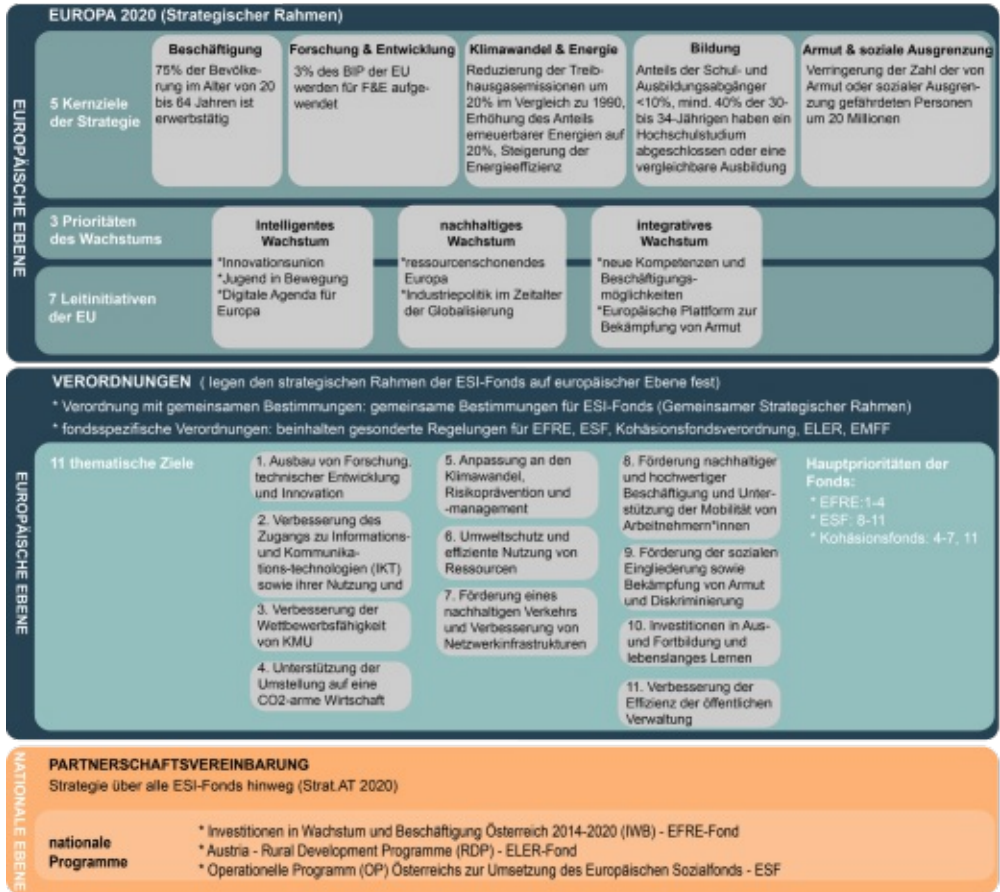 EUROPÄISCHE EBENE
EUROPA 2020 (Strategischer Rahmen)
5 Kernziele
der Strategie
Beschäftigung
75% der Bevölke-
rung im Alter von 20
bis 64 Jahren ist
erwerbstätig
Forschung & Entwicklung
3% des BIP der EU
werden für F&E aufge-
wendet
Klimawandel & Energie
Reduzierung der Treib-
hausgasemissionen um
20% im Vergleich zu 1990,
Erhöhung des Anteils
erneuerbarer Energien auf
20%, Steigerung der
Energieeffizienz
Bildung
Anteils der Schul- und
Ausbildungsabgänger
<10%, mind. 40% der 30-
bis 34-Jährigen haben ein
Hochschulstudium
abgeschlossen oder eine
vergleichbare Ausbildung
Armut & soziale Ausgrenzung
Verringerung der Zahl der von
Armut oder sozialer Ausgren-
zung gefährdeten Personen
um 20 Millionen
3 Prioritäten
des Wachstums
7 Leitinitiativen
der EU
Intelligentes
Wachstum
*Innovationsunion
*Jugend in Bewegung
*Digitale Agenda für
Europa
nachhaltiges
Wachstum
*ressourcenschonendes
Europa
*Industriepolitik im Zeitalter
der Globalisierung
integratives
Wachstum
*neue Kompetenzen und
Beschäftigungs-
möglichkeiten
*Europäische Plattform zur
Bekämpfung von Armut
EUROPÄISCHE EBENE
VERORDNUNGEN ( legen den strategischen Rahmen der ESI-Fonds auf europäischer Ebene fest)
* Verordnung mit gemeinsamen Bestimmungen: gemeinsame Bestimmungen für ESI-Fonds (Gemeinsamer Strategischer Rahmen)
* fondsspezifische Verordnungen: beinhalten gesonderte Regelungen für EFRE, ESF, Kohäsionsfondsverordnung, ELER, EMFF
11 thematische Ziele
1. Ausbau von Forschung,
technischer Entwicklung
und Innovation
2. Verbesserung des
Zugangs zu Informations-
und Kommunika-
tions-technologien (IKT)
sowie ihrer Nutzung und
3. Verbesserung der
Wettbewerbsfähigkeit
von KMU
4. Unterstützung der
Umstellung auf eine
CO2-arme Wirtschaft
5. Anpassung an den
Klimawandel,
Risikoprävention und
-management
6. Umweltschutz und
effiziente Nutzung von
Ressourcen
7. Förderung eines
nachhaltigen Verkehrs
und Verbesserung von
Netzwerkinfrastrukturen
8. Förderung nachhaltiger
und hochwertiger
Beschäftigung und Unter-
stützung der Mobilität von
Arbeitnehmern*innen
9. Förderung der sozialen
Eingliederung sowie
Bekämpfung von Armut
und Diskriminierung
10. Investitionen in Aus-
und Fortbildung und
lebenslanges Lernen
11. Verbesserung der
Effizienz der öffentlichen
Verwaltung
Hauptprioritäten der
Fonds:
* EFRE:1-4
* ESF: 8-11
* Kohäsionsfonds: 4-7, 11
NATIONALE EBENE
PARTNERSCHAFTSVEREINBARUNG
Strategie über alle ESI-Fonds hinweg (Strat.AT 2020)
nationale
Programme
* Investitionen in Wachstum und Beschäftigung Österreich 2014-2020 (IWB) - EFRE-Fond
* Austria - Rural Development Programme (RDP) - ELER-Fond
* Operationelle Programm (OP) Österreichs zur Umsetzung des Europäischen Sozialfonds - ESF